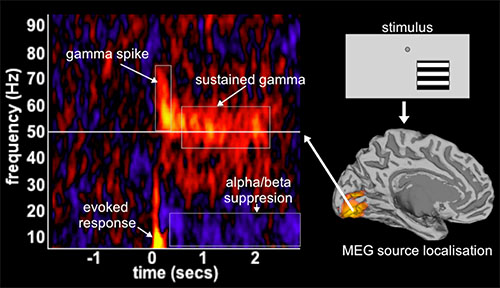 frequency (Hz)
90
80
70
60
50
40
30
20
10
gamma spike
sustained gamma
alpha/beta
suppresion
evoked
response
-1
0
1
2
time (secs)
stimulus
MEG source localisation